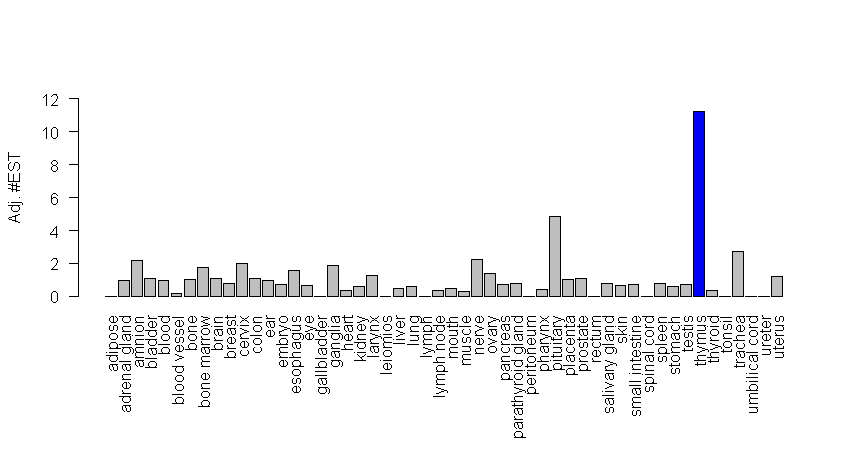 Adj. #EST
12
10
8
6
4
2
0
adipose
adrenal gland
amnion
bladder
blood
blood vessel
bone
bone marrow
brain
breast
cervix
colon
ear
embryo
esophagus
eye
gallbladder
ganglia
heart
kidney
larynx
leiomios
liver
lung
lymph
lymph node
mouth
muscle
nerve
ovary
pancreas
parathyroid gland
peritoneum
pharynx
pituitary
placenta
prostate
rectum
salivary gland
skin
small intestine
spinal cord
spleen
stomach
testis
thymus
thyroid
tonsil
trachea
umbilical cord
ureter
uterus